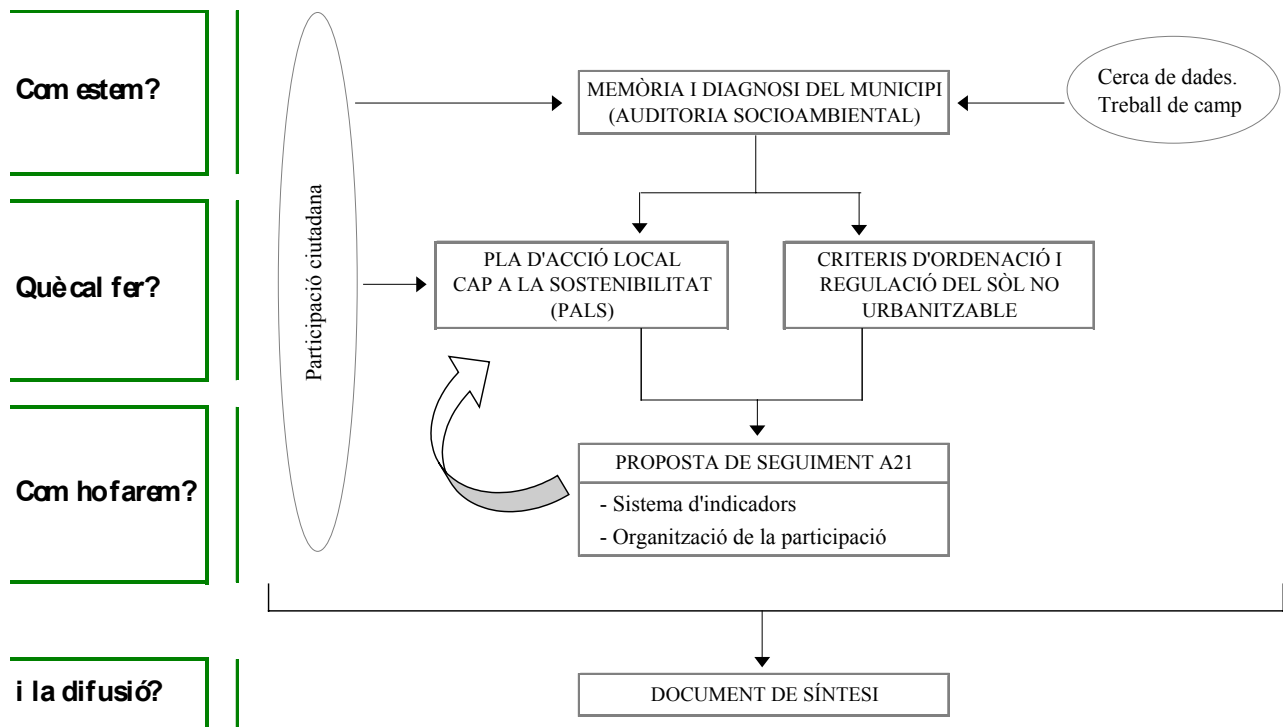 Com estem?
MEMÒRIA I DIAGNOSI DEL MUNICIPI
(AUDITORIA SOCIOAMBIENTAL)
Cerca de dades.
Treball de camp
Participació ciutadana
Què cal fer?
PLA D'ACCIÓ LOCAL
CAP A LA SOSTENIBILITAT
(PALS)
CRITERIS D'ORDENACIÓ I
REGULACIÓ DEL SÒL NO
URBANITZABLE
Com ho farem?
PROPOSTA DE SEGUIMENT A21
- Sistema d'indicadors
- Organització de la participació
i la difusió?
DOCUMENT DE SÍNTESI